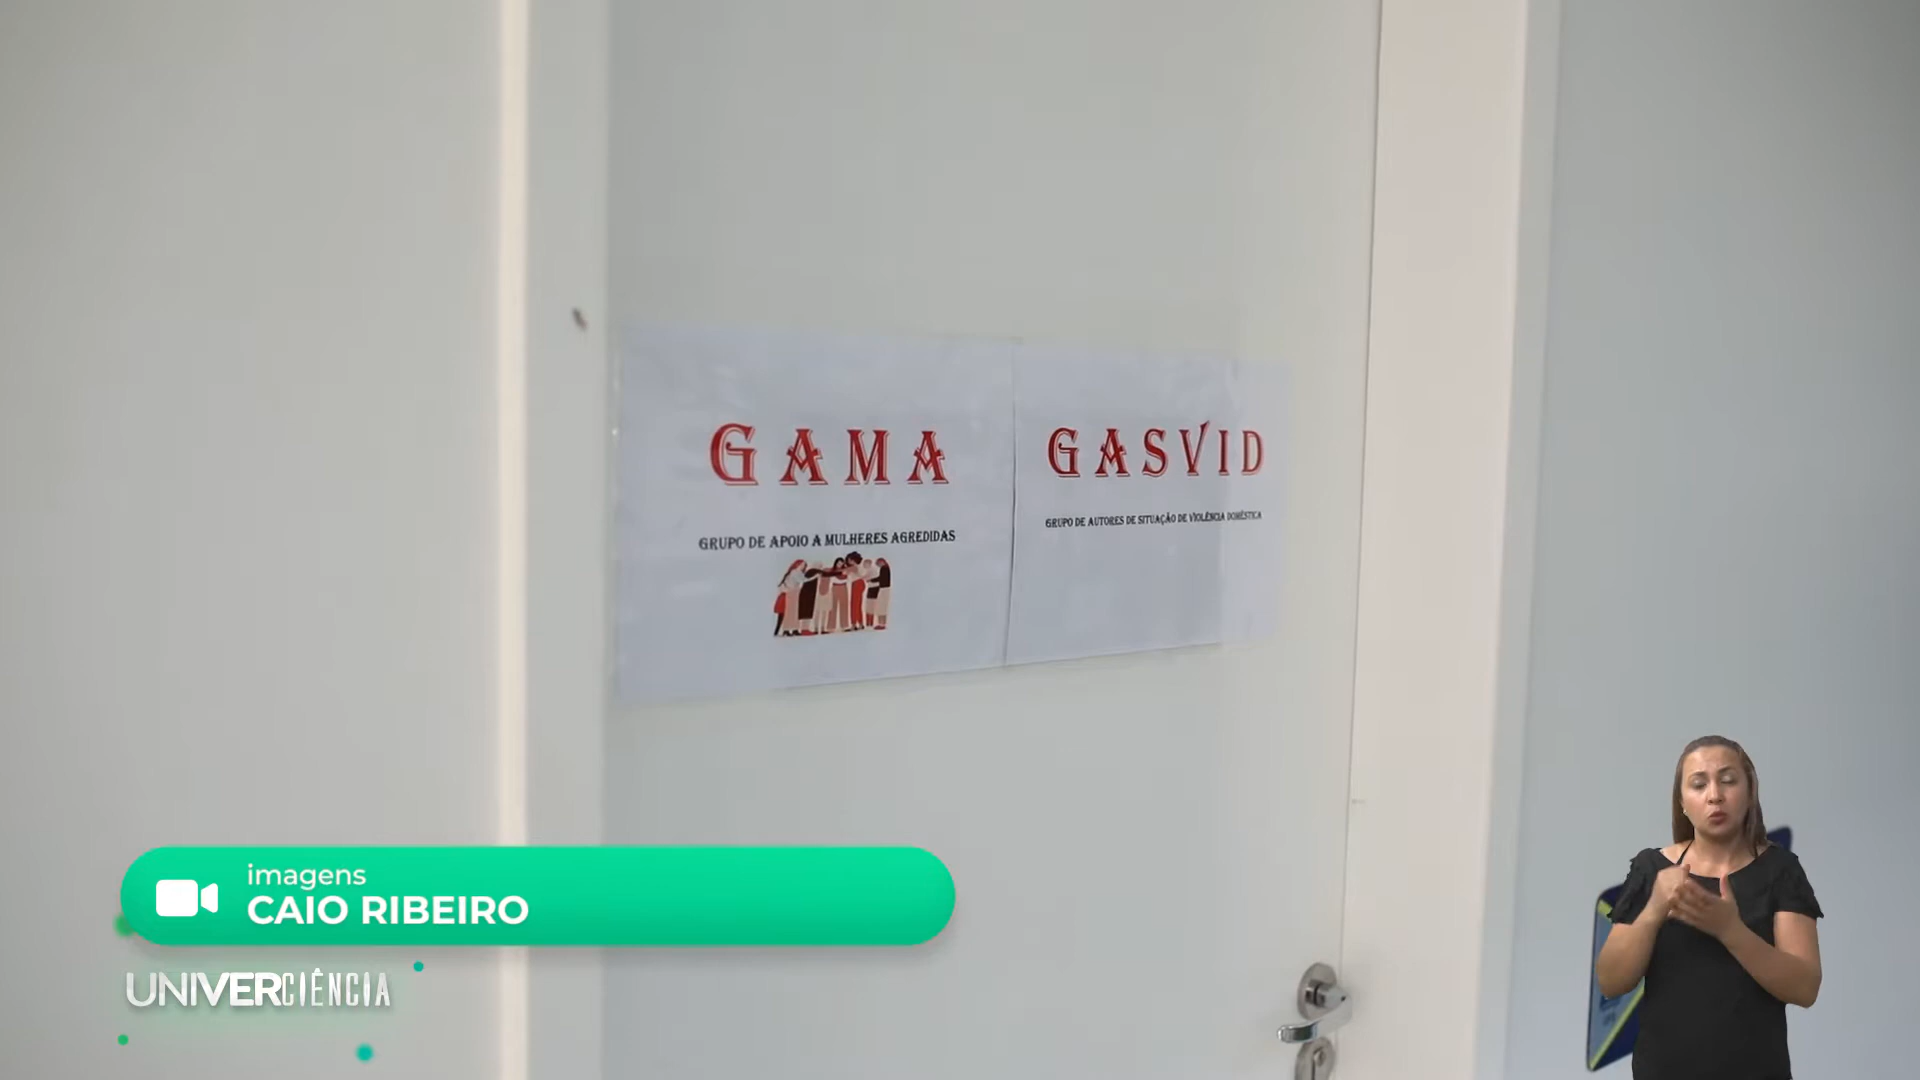 GAMA
GRUPO DE APOIO A MULHERES AGREDIDAS
GASVID
GRUPO DE AUTORES DE SITUAÇÃO DE VIOLÊNCIA DOMÉSTICA
imagens
CAIO RIBEIRO
UNIVERCIÊNCIA